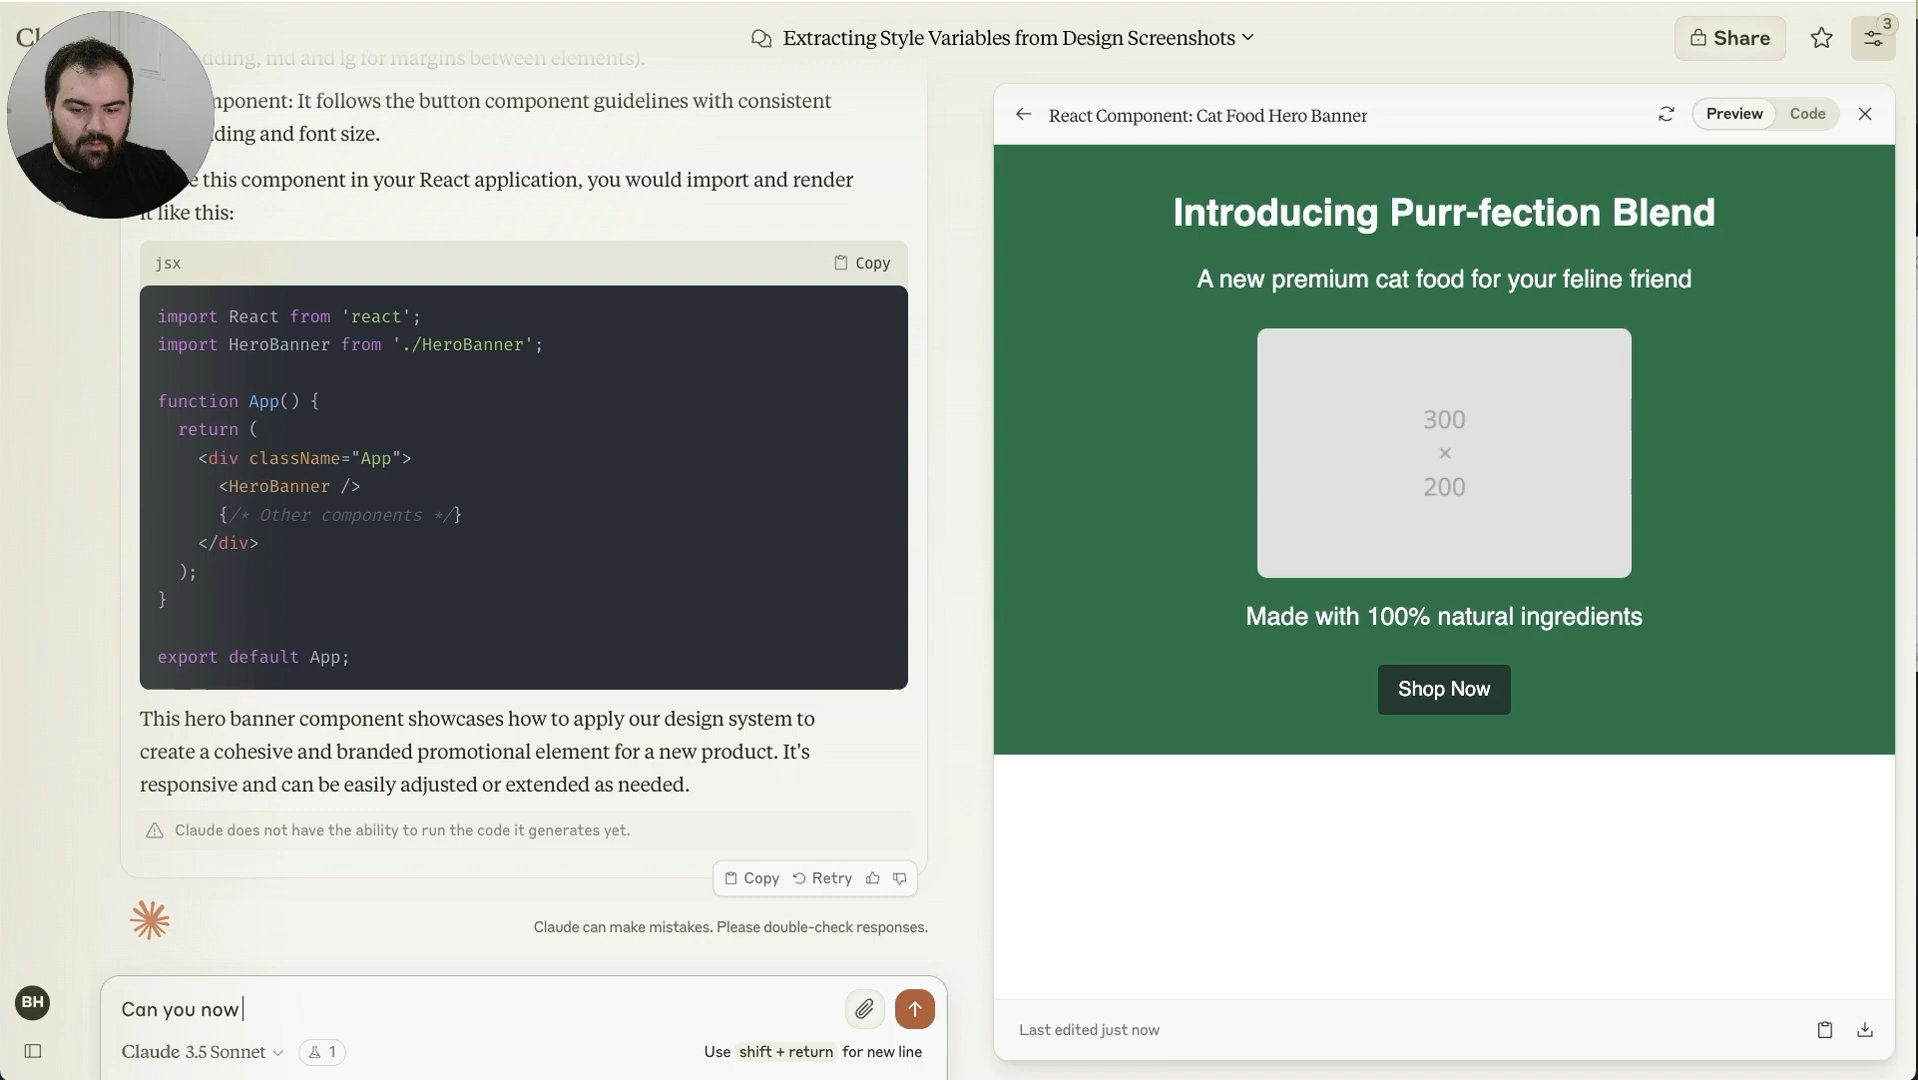 Extracting Style Variables from Design Screenshots
Share
3
adding, md and lg for margins between elements).
mponent: It follows the button component guidelines with consistent
ding and font size.
e this component in your React application, you would import and render
it like this:
jsx
Copy
import React from 'react';
import HeroBanner from './HeroBanner';
function App() {
return (
<div className="App">
<HeroBanner />
{/* Other components */}
</div>
);
}
export default App;
This hero banner component showcases how to apply our design system to
create a cohesive and branded promotional element for a new product. It's
responsive and can be easily adjusted or extended as needed.
Claude does not have the ability to run the code it generates yet.
Copy Retry
Claude can make mistakes. Please double-check responses.
BH
Can you now
Claude 3.5 Sonnet 1
Use shift + return for new line
React Component: Cat Food Hero Banner
Preview Code
Introducing Purr-fection Blend
A new premium cat food for your feline friend
300
×
200
Made with 100% natural ingredients
Shop Now
Last edited just now